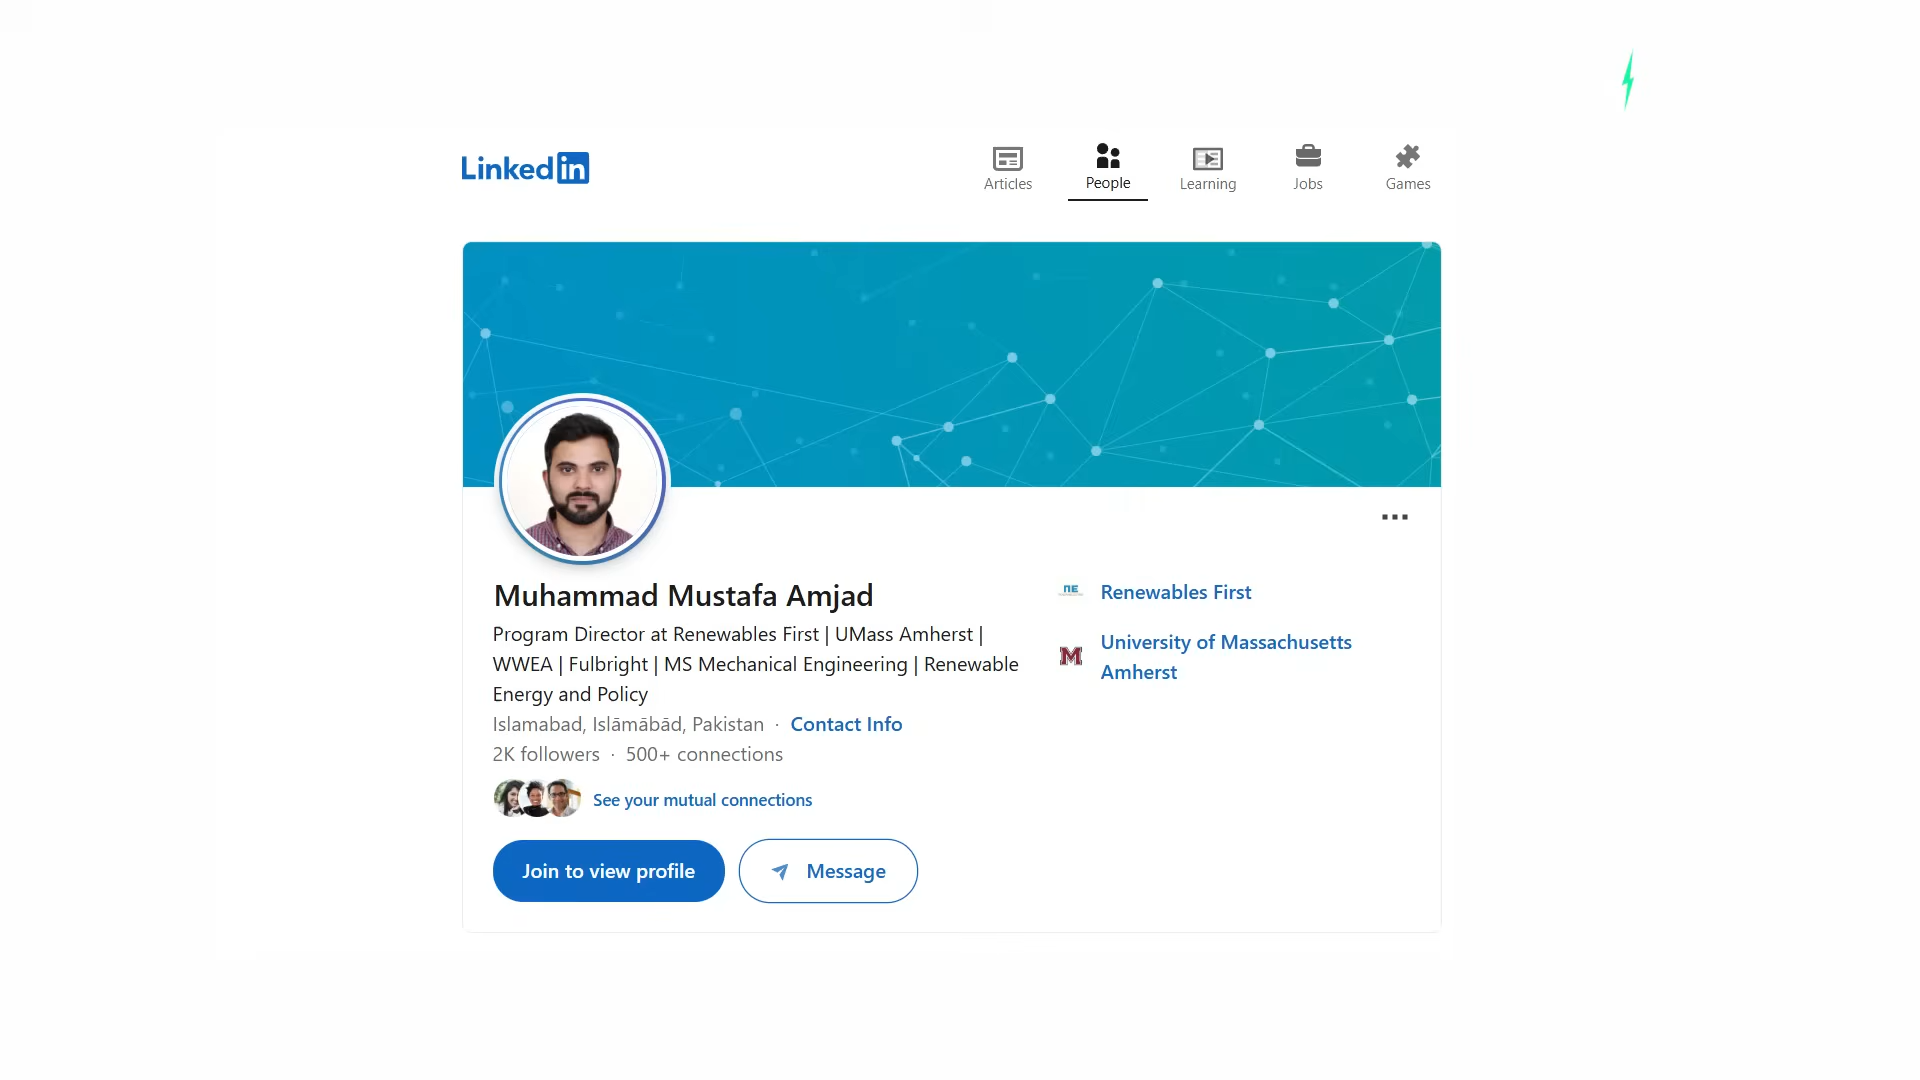 Linked in
Articles
People
Learning
Jobs
Games
Muhammad Mustafa Amjad
Program Director at Renewables First | UMass Amherst |
WWEA | Fulbright | MS Mechanical Engineering | Renewable
Energy and Policy
Islamabad, Islāmābād, Pakistan · Contact Info
2K followers · 500+ connections
See your mutual connections
Join to view profile
Message
Renewables First
M
University of Massachusetts
Amherst